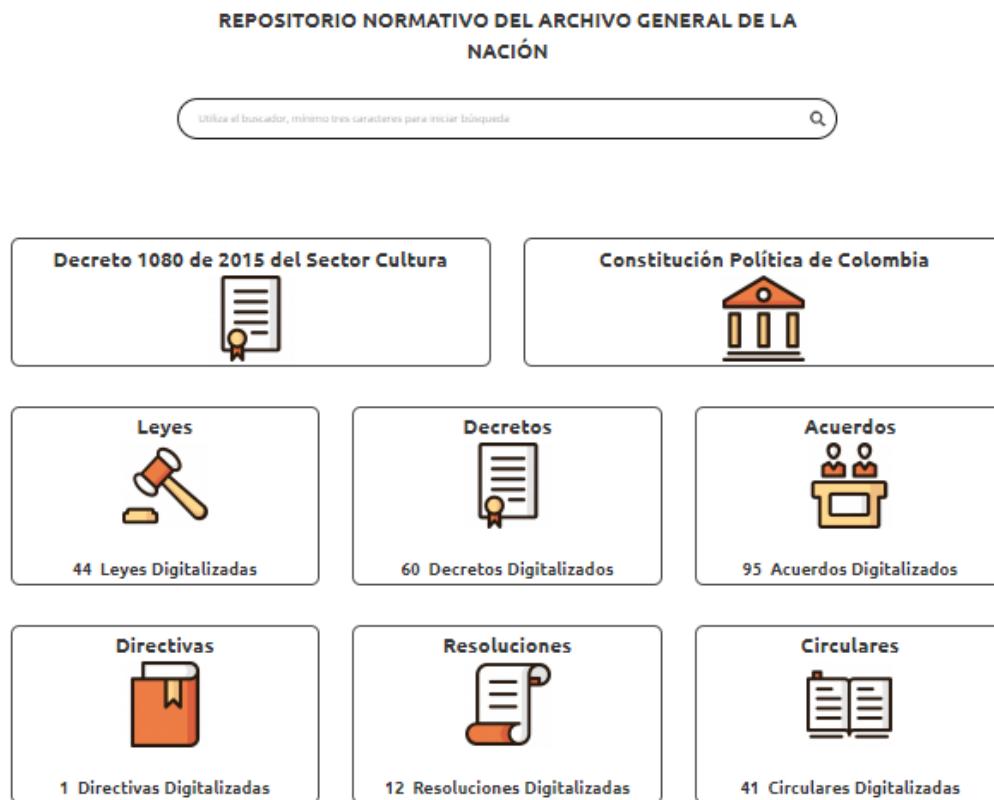 REPOSITORIO NORMATIVO DEL ARCHIVO GENERAL DE LA
NACIÓN
Utiliza el buscador, mínimo tres caracteres para iniciar búsqueda
Decreto 1080 de 2015 del Sector Cultura
Constitución Política de Colombia
Leyes
44 Leyes Digitalizadas
Decretos
60 Decretos Digitalizados
Acuerdos
95 Acuerdos Digitalizados
Directivas
1 Directivas Digitalizadas
Resoluciones
12 Resoluciones Digitalizadas
Circulares
41 Circulares Digitalizadas